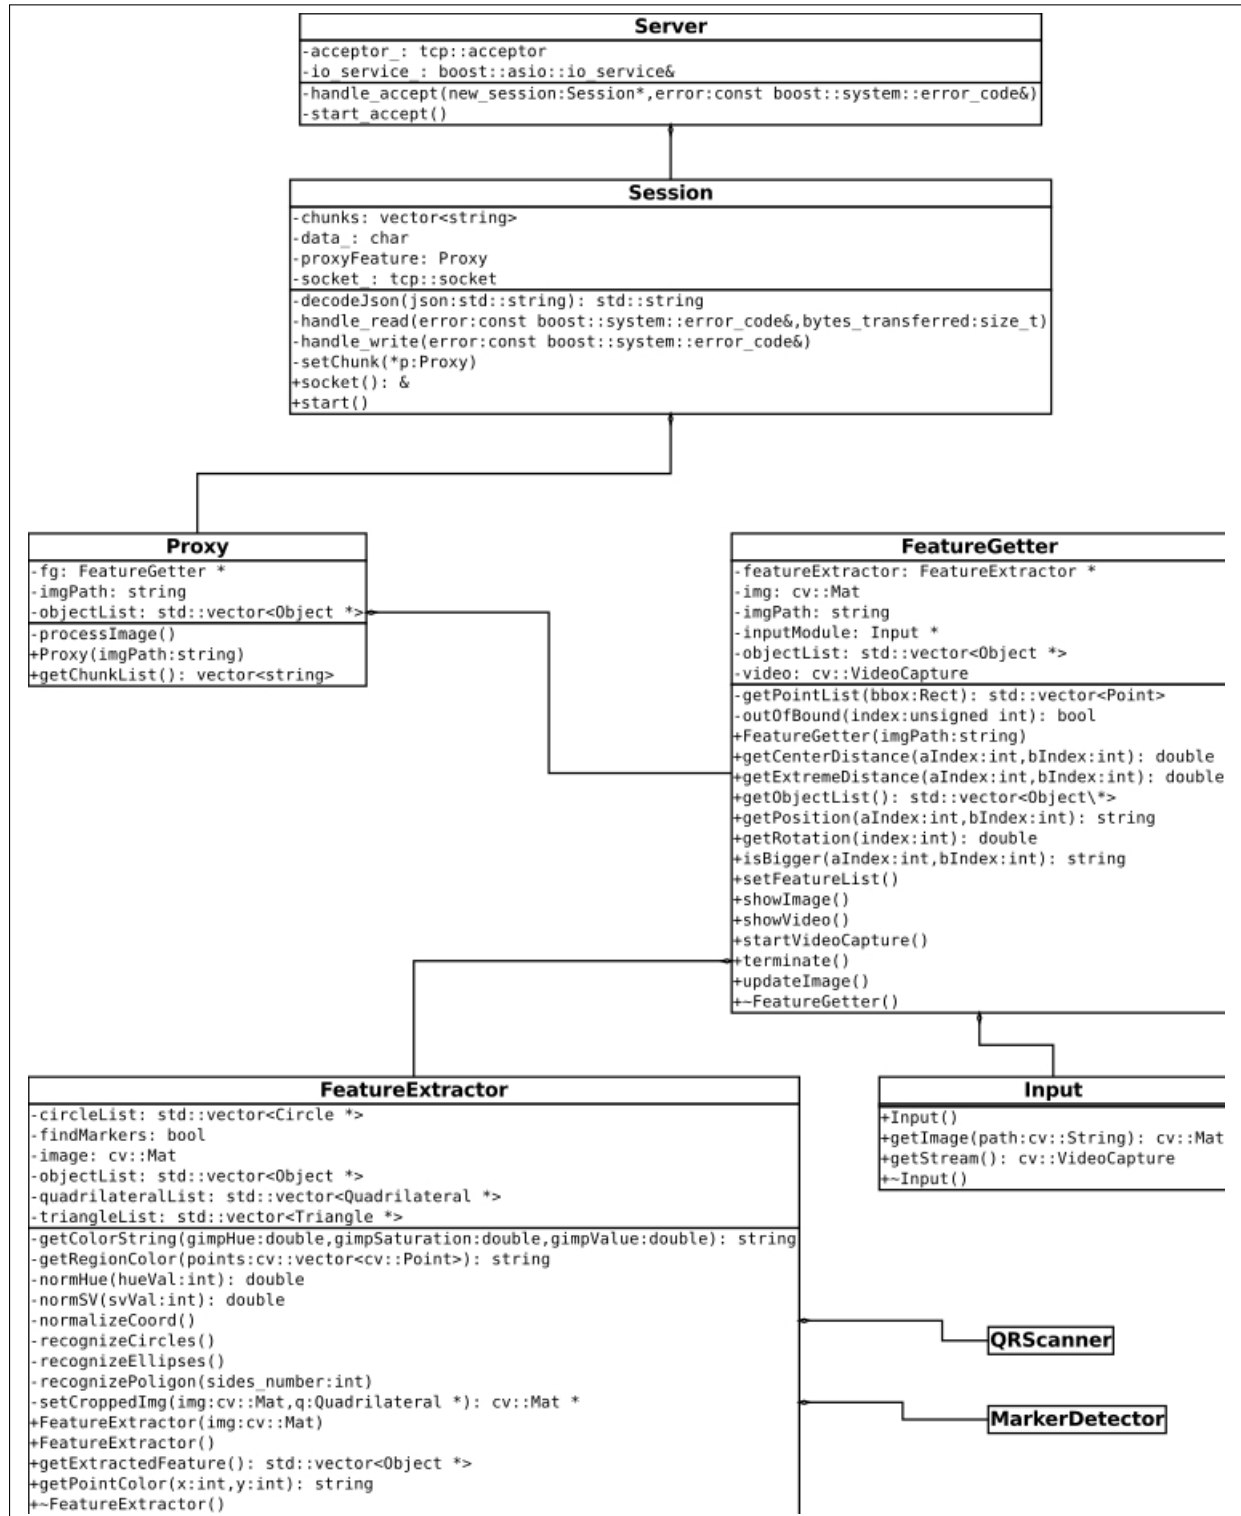 Server
-acceptor_: tcp::acceptor
-io_service_: boost::asio::io_service&
-handle_accept(new_session:Session*,error:const boost::system::error_code&)
-start_accept()
Session
-chunks: vector<string>
-data_: char
-proxyFeature: Proxy
-socket_: tcp::socket
-decodeJson(json:std::string): std::string
-handle_read(error:const boost::system::error_code&,bytes_transferred:size_t)
-handle_write(error:const boost::system::error_code&)
-setChunk(*p:Proxy)
+socket(): &
+start()
Proxy
-fg: FeatureGetter *
-imgPath: string
-objectList: std::vector<Object *>
-processImage()
+Proxy(imgPath:string)
+getChunkList(): vector<string>
FeatureGetter
-featureExtractor: FeatureExtractor *
-img: cv::Mat
-imgPath: string
-inputModule: Input *
-objectList: std::vector<Object *>
-video: cv::VideoCapture
-getPointList(bbox:Rect): std::vector<Point>
-outOfBound(index:unsigned int): bool
+FeatureGetter(imgPath:string)
+getCenterDistance(aIndex:int,bIndex:int): double
+getExtremeDistance(aIndex:int,bIndex:int): double
+getObjectList(): std::vector<Object\*>
+getPosition(aIndex:int,bIndex:int): string
+getRotation(index:int): double
+isBigger(aIndex:int,bIndex:int): string
+setFeatureList()
+showImage()
+showVideo()
+startVideoCapture()
+terminate()
+updateImage()
+~FeatureGetter()
FeatureExtractor
-circleList: std::vector<Circle *>
-findMarkers: bool
-image: cv::Mat
-objectList: std::vector<Object *>
-quadrilateralList: std::vector<Quadrilateral *>
-triangleList: std::vector<Triangle *>
-getColorString(gimpHue:double,gimpSaturation:double,gimpValue:double): string
-getRegionColor(points:cv::vector<cv::Point>): string
-normHue(hueVal:int): double
-normSV(svVal:int): double
-normalizeCoord()
-recognizeCircles()
-recognizeEllipses()
-recognizePoligon(sides_number:int)
-setCroppedImg(img:cv::Mat,q:Quadrilateral *): cv::Mat *
+FeatureExtractor(img:cv::Mat)
+FeatureExtractor()
+getExtractedFeature(): std::vector<Object *>
+getPointColor(x:int,y:int): string
+~FeatureExtractor()
Input
+Input()
+getImage(path:cv::String): cv::Mat
+getStream(): cv::VideoCapture
+~Input()
QRScanner
MarkerDetector